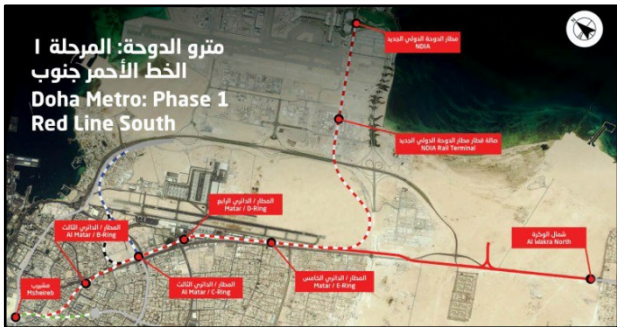 مترو الدوحة: المرحلة ١
الخط الأحمر جنوب
Doha Metro: Phase 1
Red Line South
مطار الدوحة الدولي الجديد
NDIA
صالة قطار مطار الدوحة الدولي الجديد
NDIA Rail Terminal
المطار / الدائري الرابع
Matar / D-Ring
المطار / الدائري الثالث
Al Matar / B-Ring
شمال الوكرة
Al Wakra North
مشيرب
Msheireb
المطار / الدائري الثالث
Al Matar / C-Ring
المطار / الدائري الخامس
Matar / E-Ring